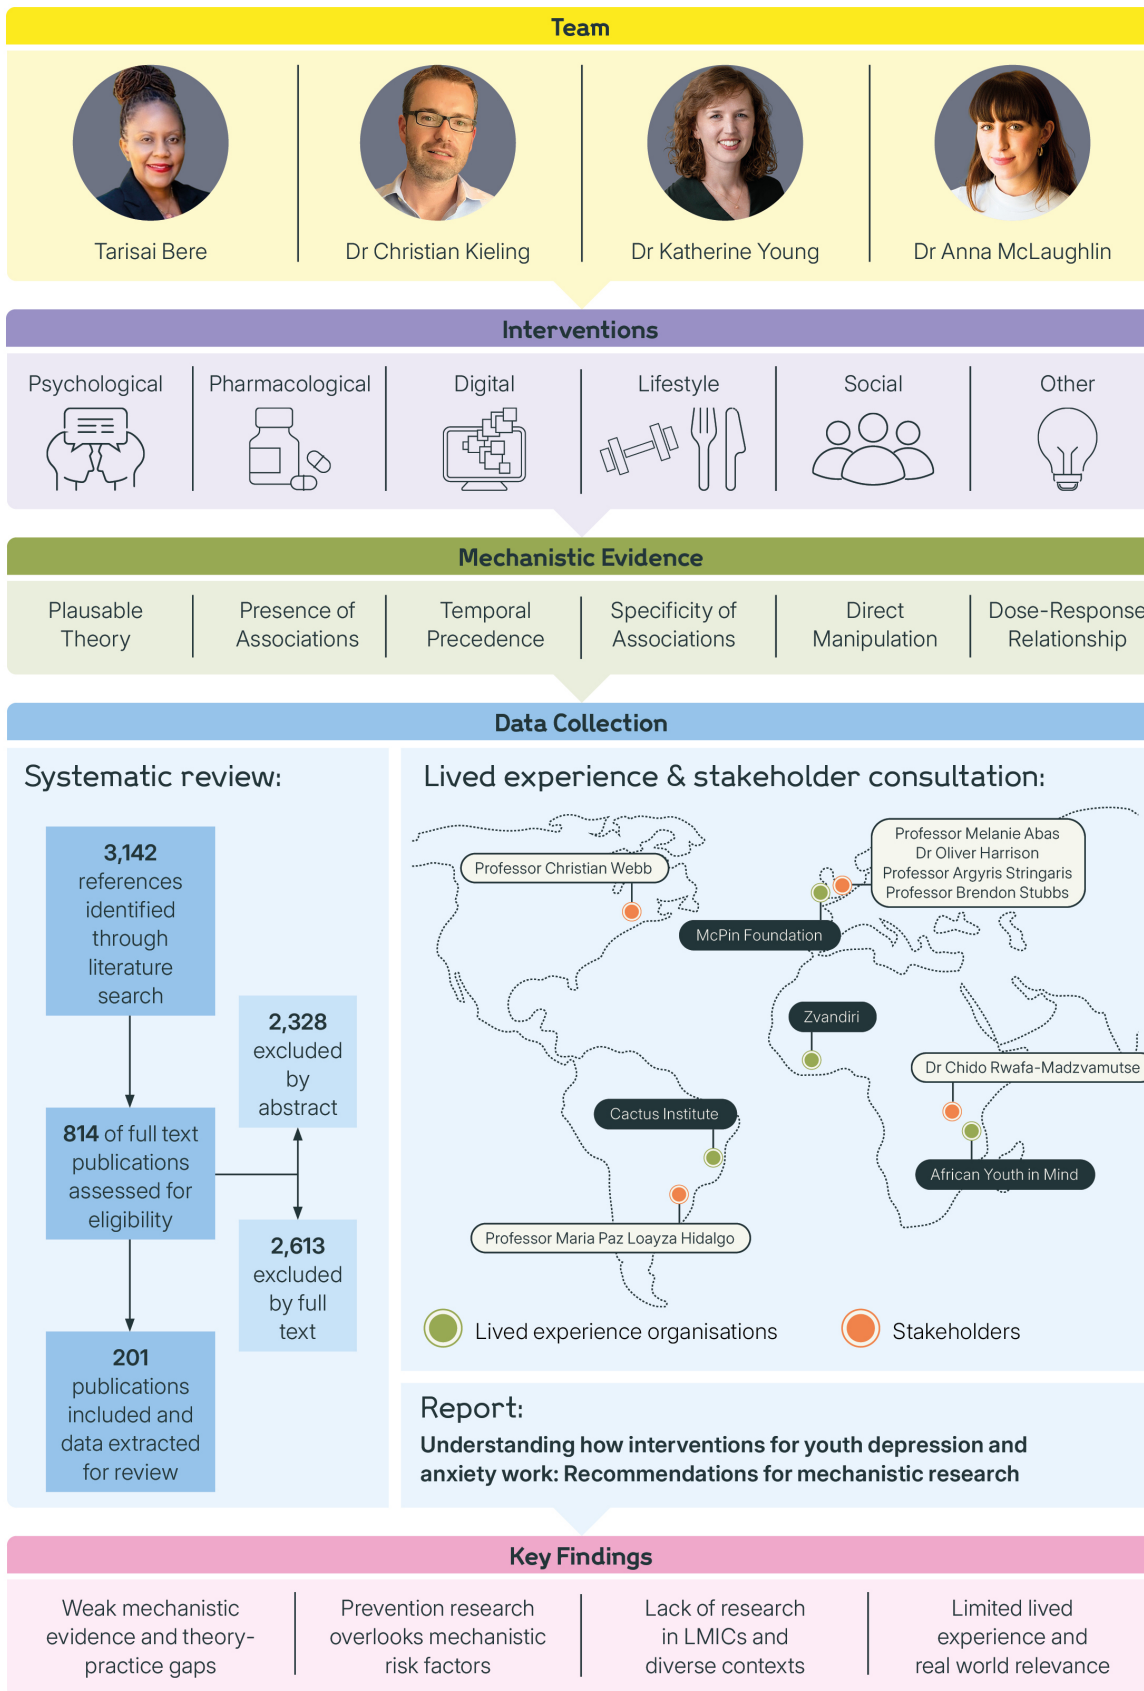 Team
Tarisai Bere
Dr Christian Kieling
Dr Katherine Young
Dr Anna McLaughlin
Interventions
Psychological
Pharmacological
Digital
Lifestyle
Social
Other
Mechanistic Evidence
Plausable
Theory
Presence of
Associations
Temporal
Precedence
Specificity of
Associations
Direct
Manipulation
Dose-Response
Relationship
Data Collection
Systematic review:
3,142
references
identified
through
literature
search
2,328
excluded
by
abstract
814 of full text
publications
assessed for
eligibility
2,613
excluded
by full
text
201
publications
included and
data extracted
for review
Lived experience & stakeholder consultation:
Professor Christian Webb
Professor Melanie Abas
Dr Oliver Harrison
Professor Argyris Stringaris
Professor Brendon Stubbs
McPin Foundation
Zvandiri
Dr Chido Rwafa-Madzvamutse
Cactus Institute
African Youth in Mind
Professor Maria Paz Loayza Hidalgo
Lived experience organisations
Stakeholders
Report:
Understanding how interventions for youth depression and
anxiety work: Recommendations for mechanistic research
Key Findings
Weak mechanistic
evidence and theory-
practice gaps
Prevention research
overlooks mechanistic
risk factors
Lack of research
in LMICs and
diverse contexts
Limited lived
experience and
real world relevance